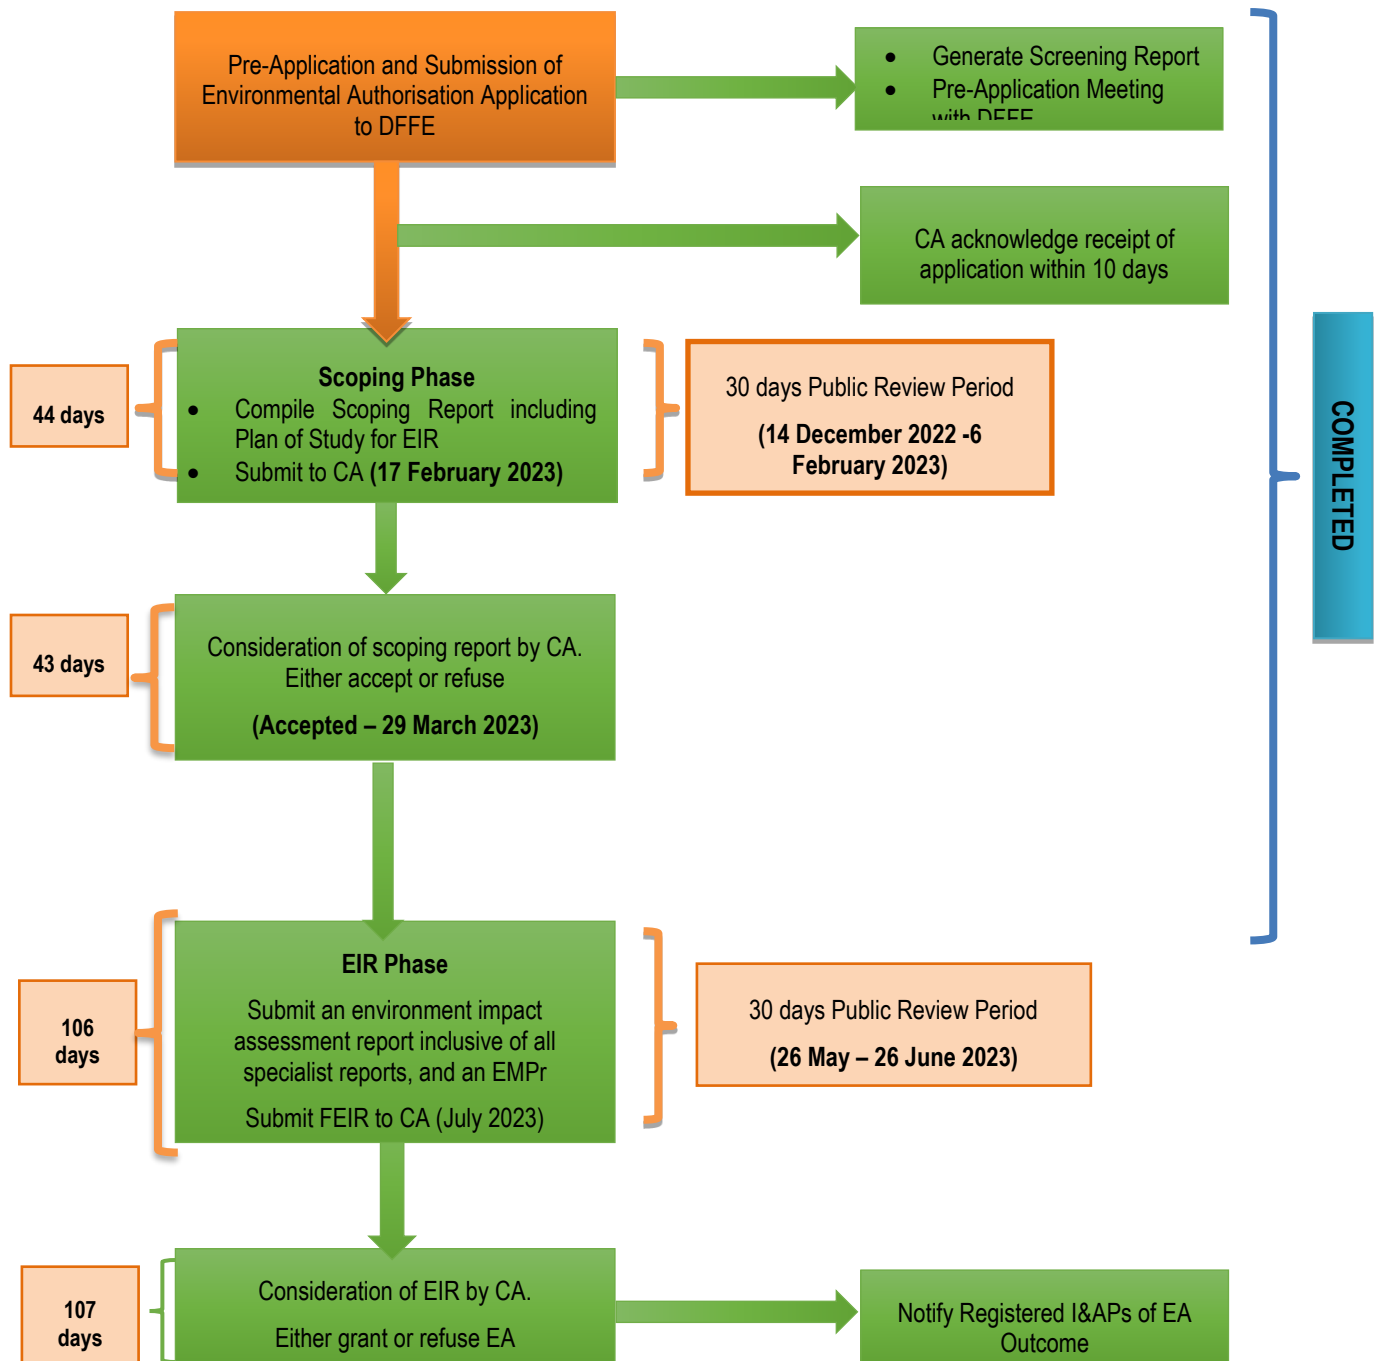 Pre-Application and Submission of
Environmental Authorisation Application
to DFFE
• Generate Screening Report
• Pre-Application Meeting
with DFFE
CA acknowledge receipt of
application within 10 days
44 days
Scoping Phase
• Compile Scoping Report including
Plan of Study for EIR
• Submit to CA (17 February 2023)
30 days Public Review Period
(14 December 2022 -6
February 2023)
COMPLETED
43 days
Consideration of scoping report by CA.
Either accept or refuse
(Accepted – 29 March 2023)
106
days
EIR Phase
Submit an environment impact
assessment report inclusive of all
specialist reports, and an EMPr
Submit FEIR to CA (July 2023)
30 days Public Review Period
(26 May – 26 June 2023)
107
days
Consideration of EIR by CA.
Either grant or refuse EA
Notify Registered I&APs of EA
Outcome